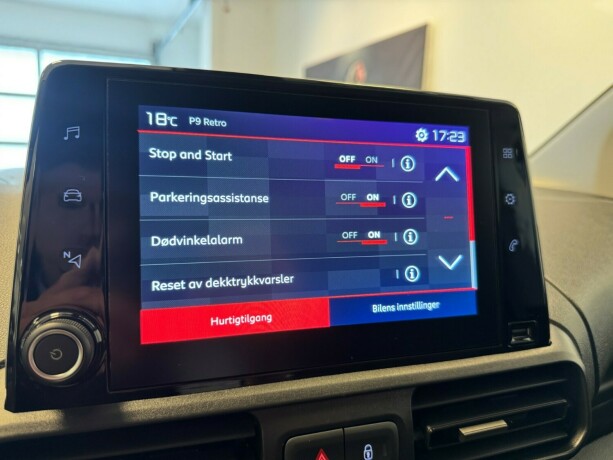 18°C P9 Retro 17:23
Stop and Start OFF ON
Parkeringsassistanse OFF ON
Dødvinkelalarm OFF ON
Reset av dekktrykkvarsler
Hurtigtilgang Bilens innstillinger
N